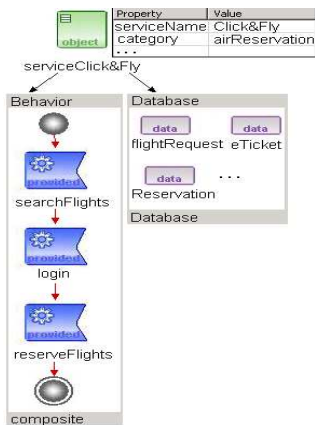 Property Value
serviceName Click&Fly
category airReservation
...
object
serviceClick&Fly
Behavior
provided
searchFlights
provided
login
provided
reserveFlights
composite
Database
data data
flightRequest eTicket
data ...
Reservation
Database